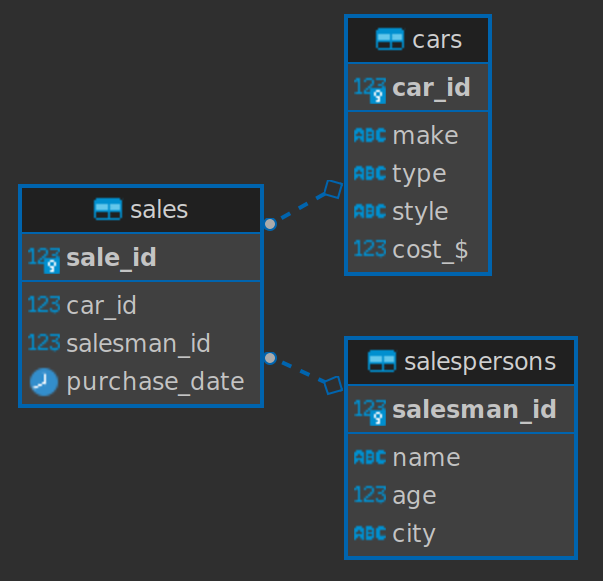 cars
123 car_id
ABC make
ABC type
ABC style
123 cost_$
sales
123 sale_id
123 car_id
123 salesman_id
purchase_date
salespersons
123 salesman_id
ABC name
123 age
ABC city